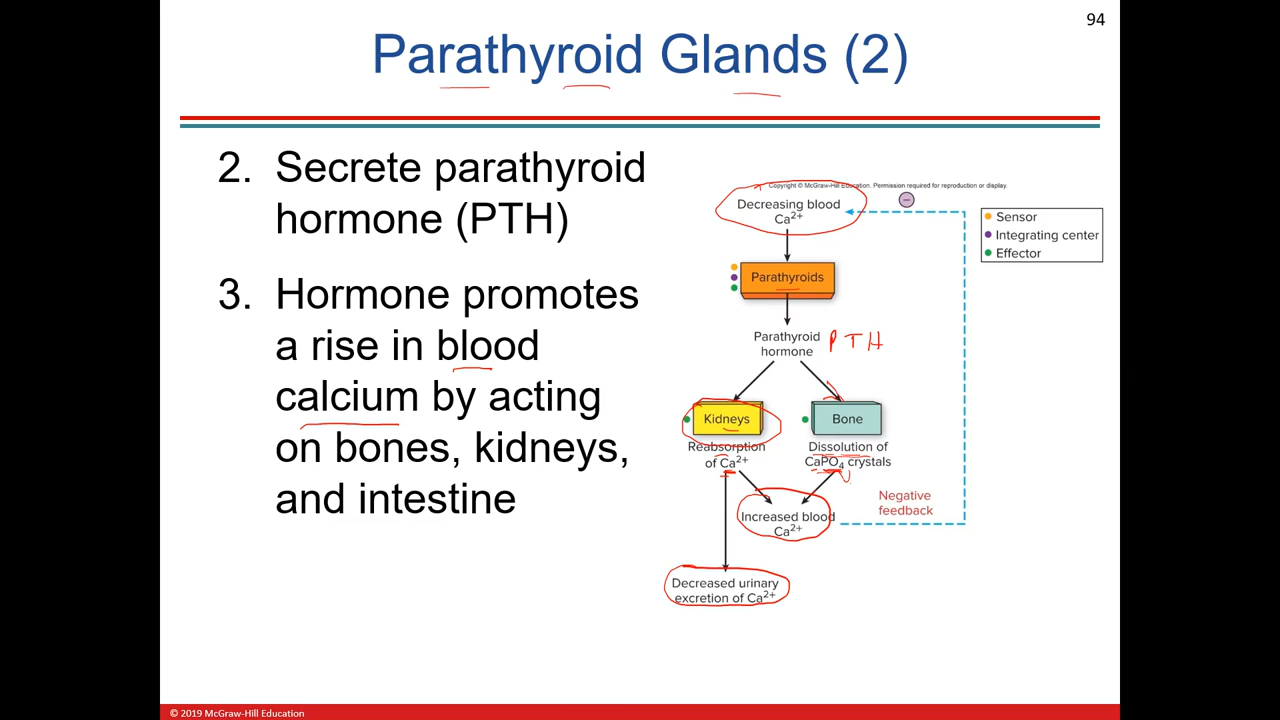 94
Parathyroid Glands (2)
2. Secrete parathyroid
hormone (PTH)
3. Hormone promotes
a rise in blood
calcium by acting
on bones, kidneys,
and intestine
Copyright © McGraw-Hill Education. Permission required for reproduction or display.
Decreasing blood
Ca2+
−
Sensor
Integrating center
Effector
Parathyroids
Parathyroid
hormone
PTH
Kidneys
Bone
Reabsorption
of Ca2+
Dissolution of
CaPO4 crystals
Negative
feedback
Increased blood
Ca2+
Decreased urinary
excretion of Ca2+
© 2019 McGraw-Hill Education